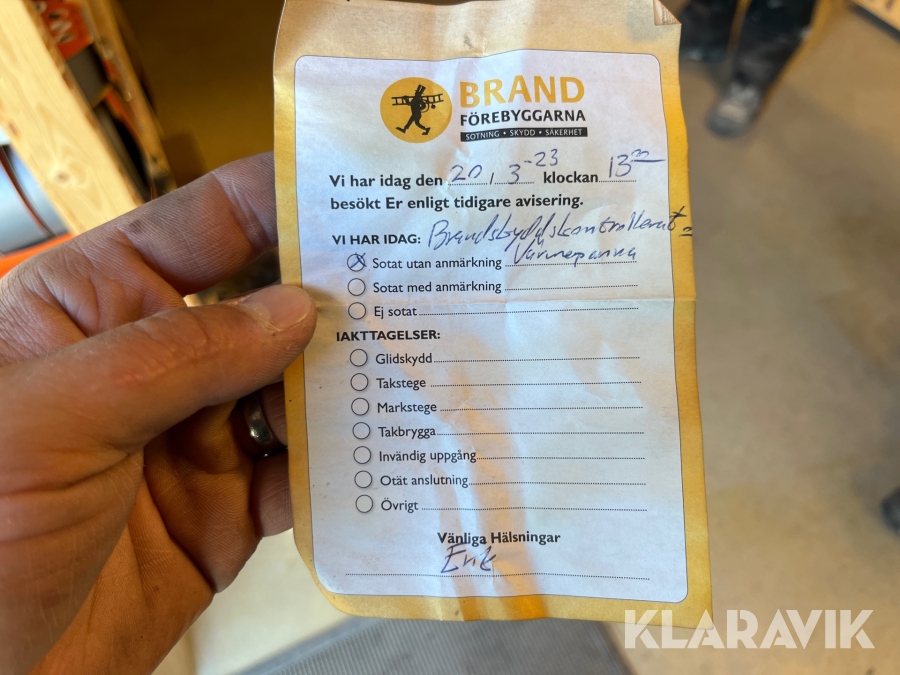 BRAND
FÖREBYGGARNA
SOTNING • SKYDD • SÄKERHET
Vi har idag den 20 / 3 -23 klockan 13
besökt Er enligt tidigare avisering.
VI HAR IDAG: Brandskyddskontrollerat
Sotat utan anmärkning Värmepanna
Sotat med anmärkning
Ej sotat
IAKTTAGELSER:
Glidskydd
Takstege
Markstege
Takbrygga
Invändig uppgång
Otät anslutning
Övrigt
Vänliga Hälsningar
Erik
KLARAVIK